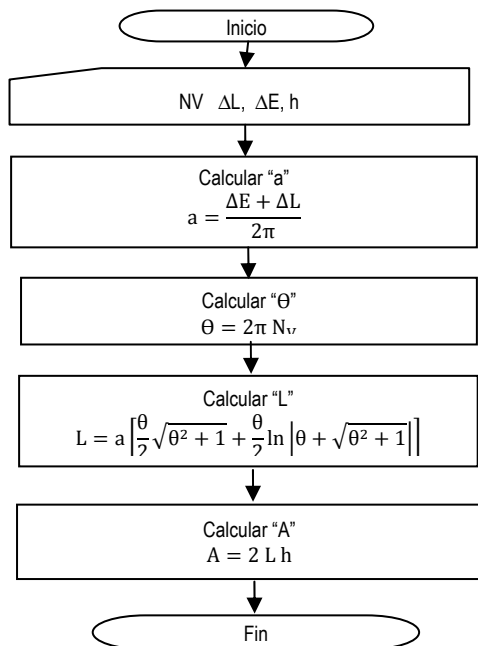 Inicio
NV ΔL, ΔE, h
Calcular “a”
a = (ΔE + ΔL)/2π
Calcular “Ө”
Ө = 2π N_V
Calcular “L”
L = a [θ/2 √(θ² + 1) + θ/2 ln |θ + √(θ² + 1)|]
Calcular “A”
A = 2 L h
Fin